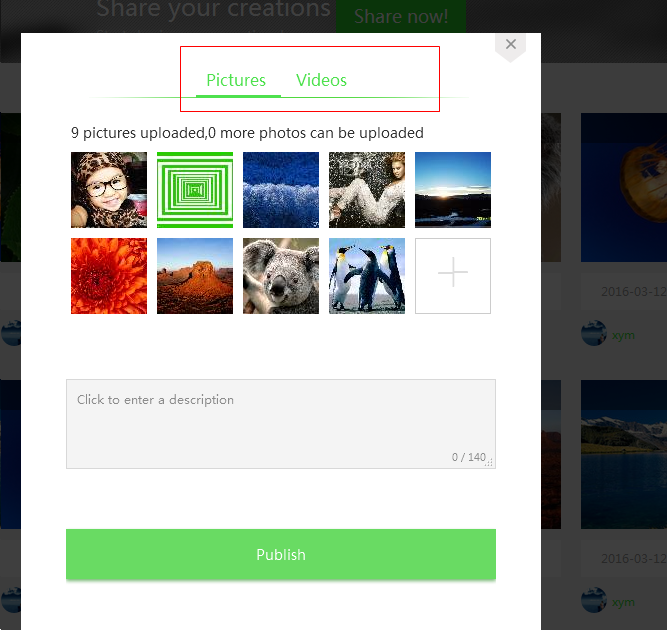 Share your creations
Share now!
Pictures Videos
9 pictures uploaded,0 more photos can be uploaded
2016-03-12
xym
Click to enter a description
0 / 140
Publish
2016-03-12
xym